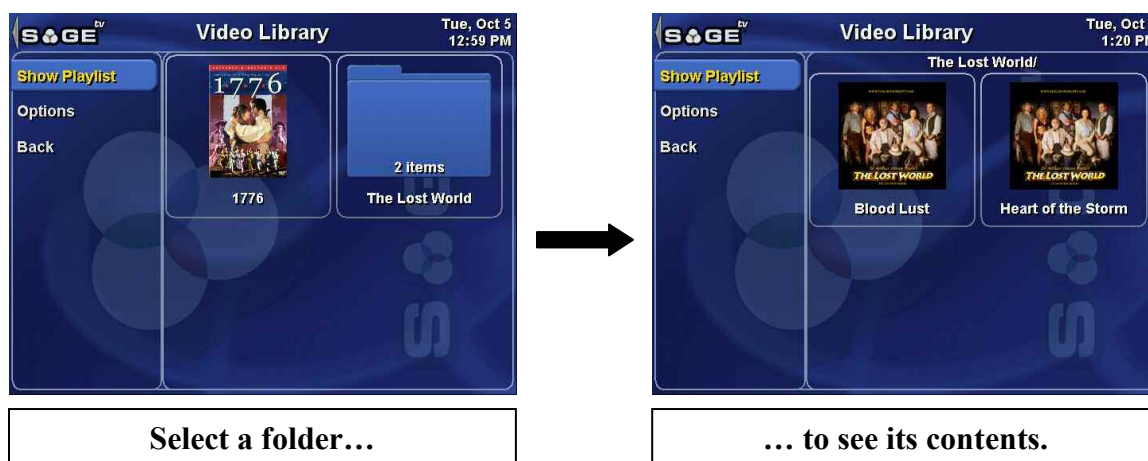 SAGE tv
Video Library
Tue, Oct 5
12:59 PM
Show Playlist
Options
Back
1776
2 items
1776
The Lost World
SAGE
Select a folder…
SAGE tv
Video Library
Tue, Oct
1:20 PM
Show Playlist
Options
Back
The Lost World/
THE LOST WORLD
THE LOST WORLD
Blood Lust
Heart of the Storm
SAGE
… to see its contents.